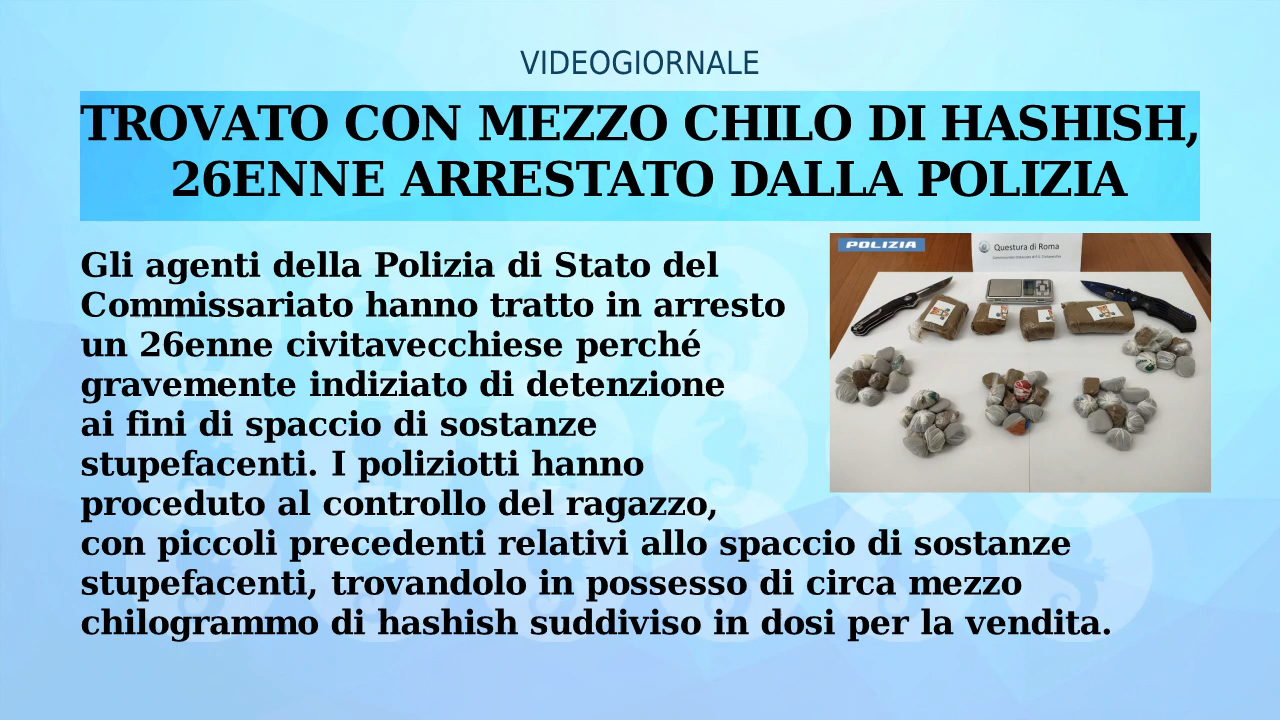 VIDEOGIORNALE
TROVATO CON MEZZO CHILO DI HASHISH,
26ENNE ARRESTATO DALLA POLIZIA
Gli agenti della Polizia di Stato del
Commissariato hanno tratto in arresto
un 26enne civitavecchiese perché
gravemente indiziato di detenzione
ai fini di spaccio di sostanze
stupefacenti. I poliziotti hanno
proceduto al controllo del ragazzo,
con piccoli precedenti relativi allo spaccio di sostanze
stupefacenti, trovandolo in possesso di circa mezzo
chilogrammo di hashish suddiviso in dosi per la vendita.
POLIZIA
Questura di Roma